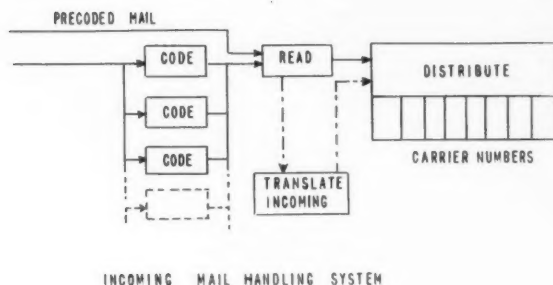 PRECODED MAIL
CODE
READ
DISTRIBUTE
CODE
CODE
CARRIER NUMBERS
TRANSLATE
INCOMING
INCOMING MAIL HANDLING SYSTEM